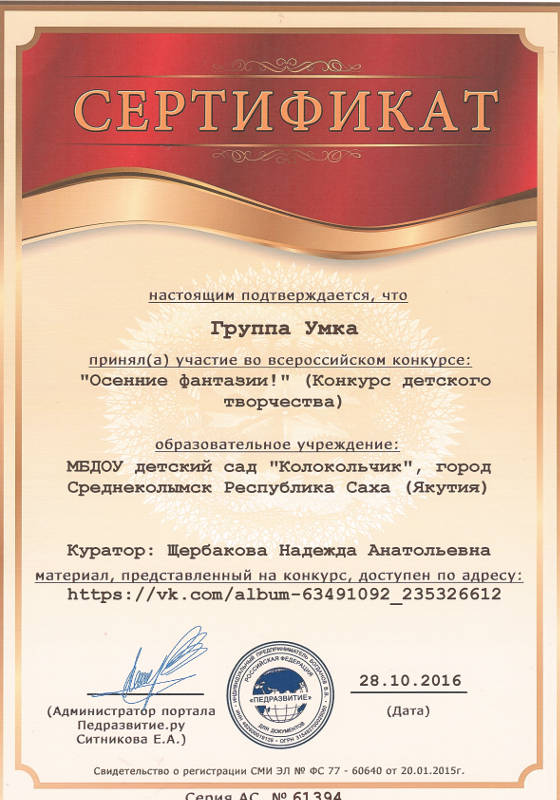 СЕРТИФИКАТ
настоящим подтверждается, что
Группа Умка
принял(а) участие во всероссийском конкурсе:
"Осенние фантазии!" (Конкурс детского
творчества)
образовательное учреждение:
МБДОУ детский сад "Колокольчик", город
Среднеколымск Республика Саха (Якутия)
Куратор: Щербакова Надежда Анатольевна
материал, представленный на конкурс, доступен по адресу:
https://vk.com/album-63491092_235326612
(Администратор портала
Педразвитие.ру
Ситникова Е.А.)
ИНДИВИДУАЛЬНЫЙ ПРЕДПРИНИМАТЕЛЬ БОГДАНОВ В.В.
РОССИЙСКАЯ ФЕДЕРАЦИЯ
«ПЕДРАЗВИТИЕ»
ДЛЯ ДОКУМЕНТОВ
28.10.2016
(Дата)
Свидетельство о регистрации СМИ ЭЛ № ФС 77 - 60640 от 20.01.2015г.
Серия АС № 61394